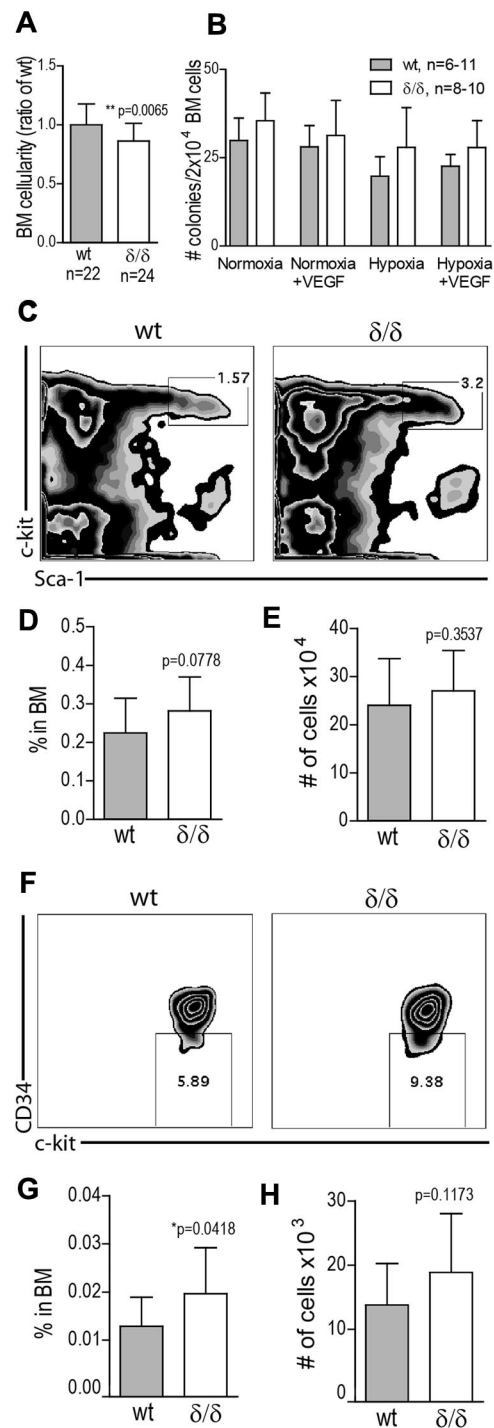 A
BM cellularity (ratio of wt)
1.5
1.0
0.5
0.0
** p=0.0065
wt
n=22
δ/δ
n=24
B
# colonies/2x10⁴ BM cells
50
25
0
wt, n=6-11
δ/δ, n=8-10
Normoxia
Normoxia
+VEGF
Hypoxia
Hypoxia
+VEGF
C
wt
δ/δ
1.57
3.2
c-kit
Sca-1
D
% in BM
0.5
0.4
0.3
0.2
0.1
0.0
p=0.0778
wt
δ/δ
E
# of cells x10⁴
40
30
20
10
0
p=0.3537
wt
δ/δ
F
wt
δ/δ
5.89
9.38
CD34
c-kit
G
% in BM
0.04
0.03
0.02
0.01
0.00
*p=0.0418
wt
δ/δ
H
# of cells x10³
30
20
10
0
p=0.1173
wt
δ/δ